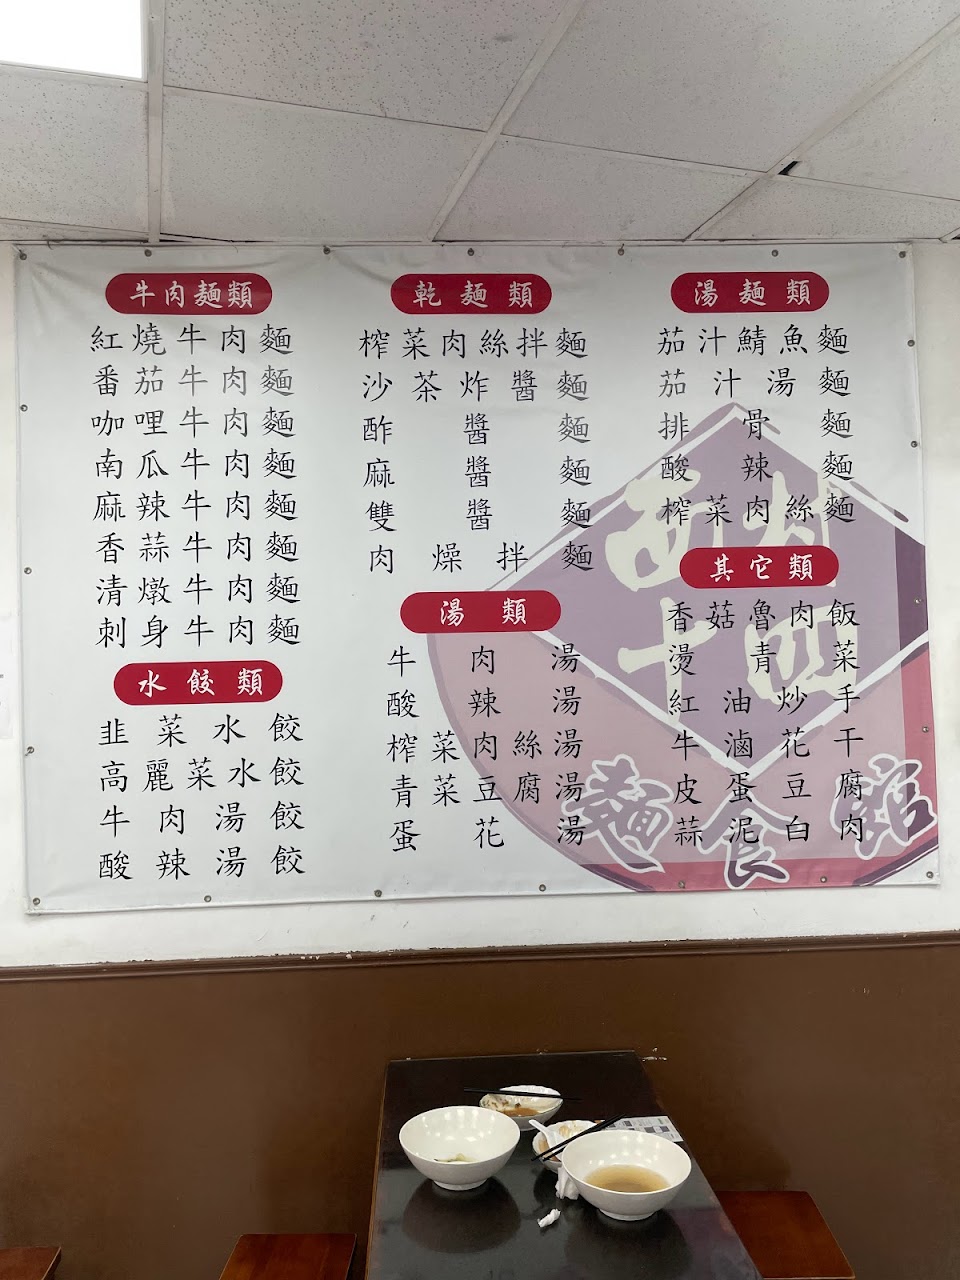 牛肉麵類
紅燒牛肉麵
番茄牛肉麵
咖哩牛肉麵
南瓜牛肉麵
麻辣牛肉麵
香蒜牛肉麵
清燉牛肉麵
刺身牛肉麵
水餃類
韭菜水餃
高麗菜水餃
牛肉湯餃
酸辣湯餃
乾麵類
榨菜肉絲拌麵
沙茶炸醬麵
酢醬麵
麻醬麵
雙醬麵
肉燥拌麵
湯類
牛肉湯
酸辣湯
榨菜肉絲湯
青菜豆腐湯
蛋花湯
湯麵類
茄汁鯖魚麵
茄汁湯麵
排骨麵
酸辣麵
榨菜肉絲麵
其它類
香菇魯肉飯
燙青菜
紅油炒手
牛滷花干
皮蛋豆腐
蒜泥白肉
麵食館